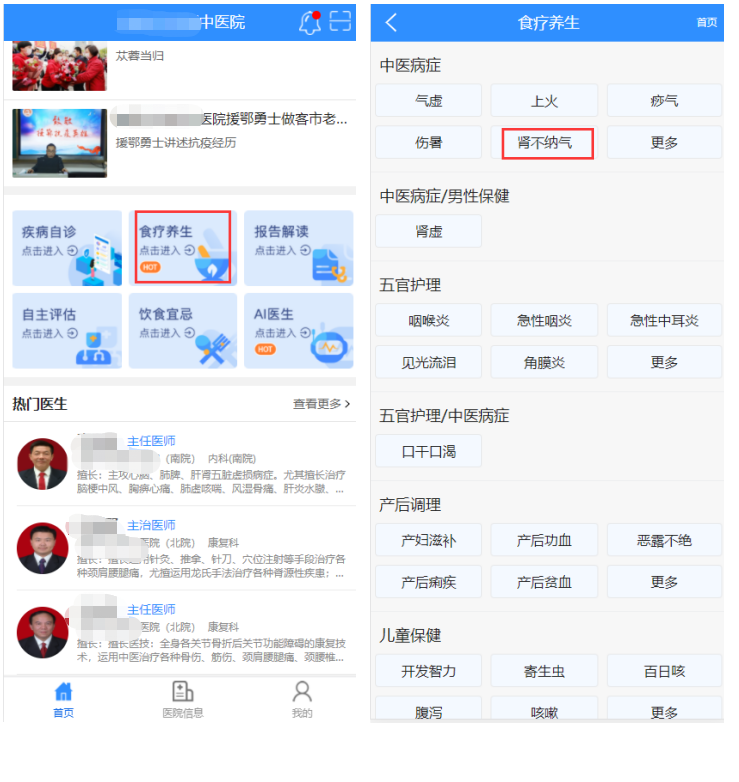 中医院
苁蓉当归
医院援鄂勇士做客市老...
援鄂勇士讲述抗疫经历
疾病自诊
点击进入
食疗养生
点击进入
HOT
报告解读
点击进入
自主评估
点击进入
饮食宜忌
点击进入
AI医生
点击进入
HOT
热门医生
查看更多
主任医师
(南院) 内科(南院)
擅长：主攻心脑、肺脾、肝肾五脏虚损病症。尤其擅长治疗
脑梗中风、胸痹心痛、肺虚咳喘、风湿骨痛、肝炎水臌、...
主治医师
医院（北院） 康复科
针灸、推拿、针刀、穴位注射等手段治疗各
种颈肩腰腿痛，尤擅运用龙氏手法治疗各种脊源性疾患；...
主任医师
医院（北院） 康复科
擅长：擅长医技：全身各关节骨折后关节功能障碍的康复技
术，运用中医治疗各种骨伤、筋伤、颈肩腰腿痛、颈腰椎...
首页
医院信息
我的
食疗养生
首页
中医病症
气虚
上火
痧气
伤暑
肾不纳气
更多
中医病症/男性保健
肾虚
五官护理
咽喉炎
急性咽炎
急性中耳炎
见光流泪
角膜炎
更多
五官护理/中医病症
口干口渴
产后调理
产妇滋补
产后功血
恶露不绝
产后痢疾
产后贫血
更多
儿童保健
开发智力
寄生虫
百日咳
腹泻
咳嗽
更多